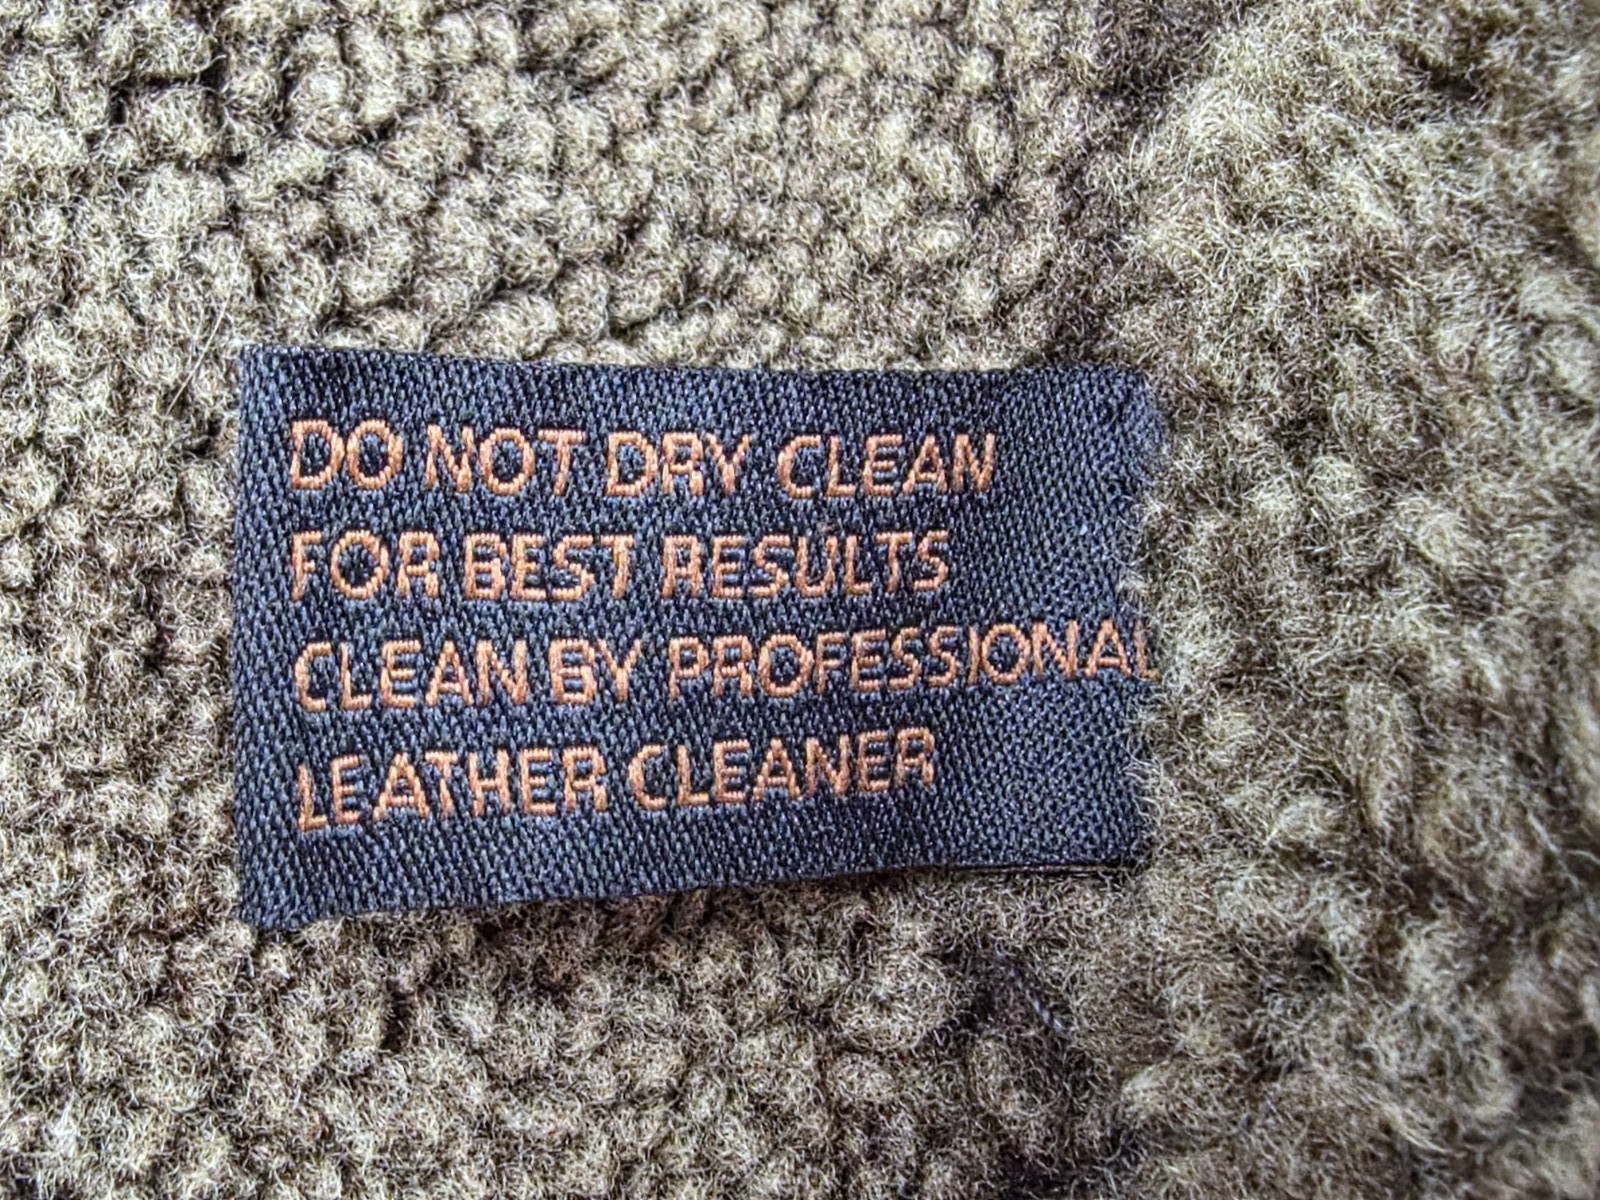 DO NOT DRY CLEAN
FOR BEST RESULTS
CLEAN BY PROFESSIONAL
LEATHER CLEANER